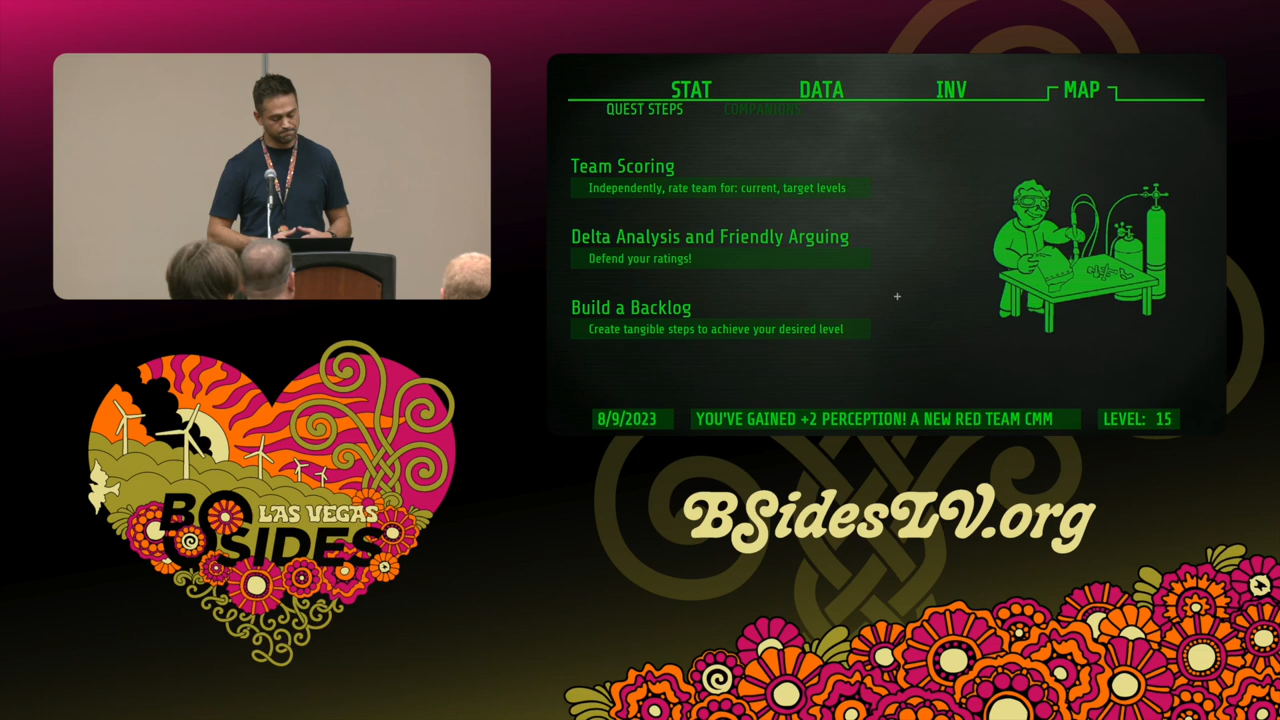 STAT DATA INV MAP
QUEST STEPS COMPANIONS
Team Scoring
Independently, rate team for: current, target levels
Delta Analysis and Friendly Arguing
Defend your ratings!
Build a Backlog
Create tangible steps to achieve your desired level
8/9/2023 YOU'VE GAINED +2 PERCEPTION! A NEW RED TEAM CMM LEVEL: 15
LAS VEGAS
BSIDES
BSidesLV.org